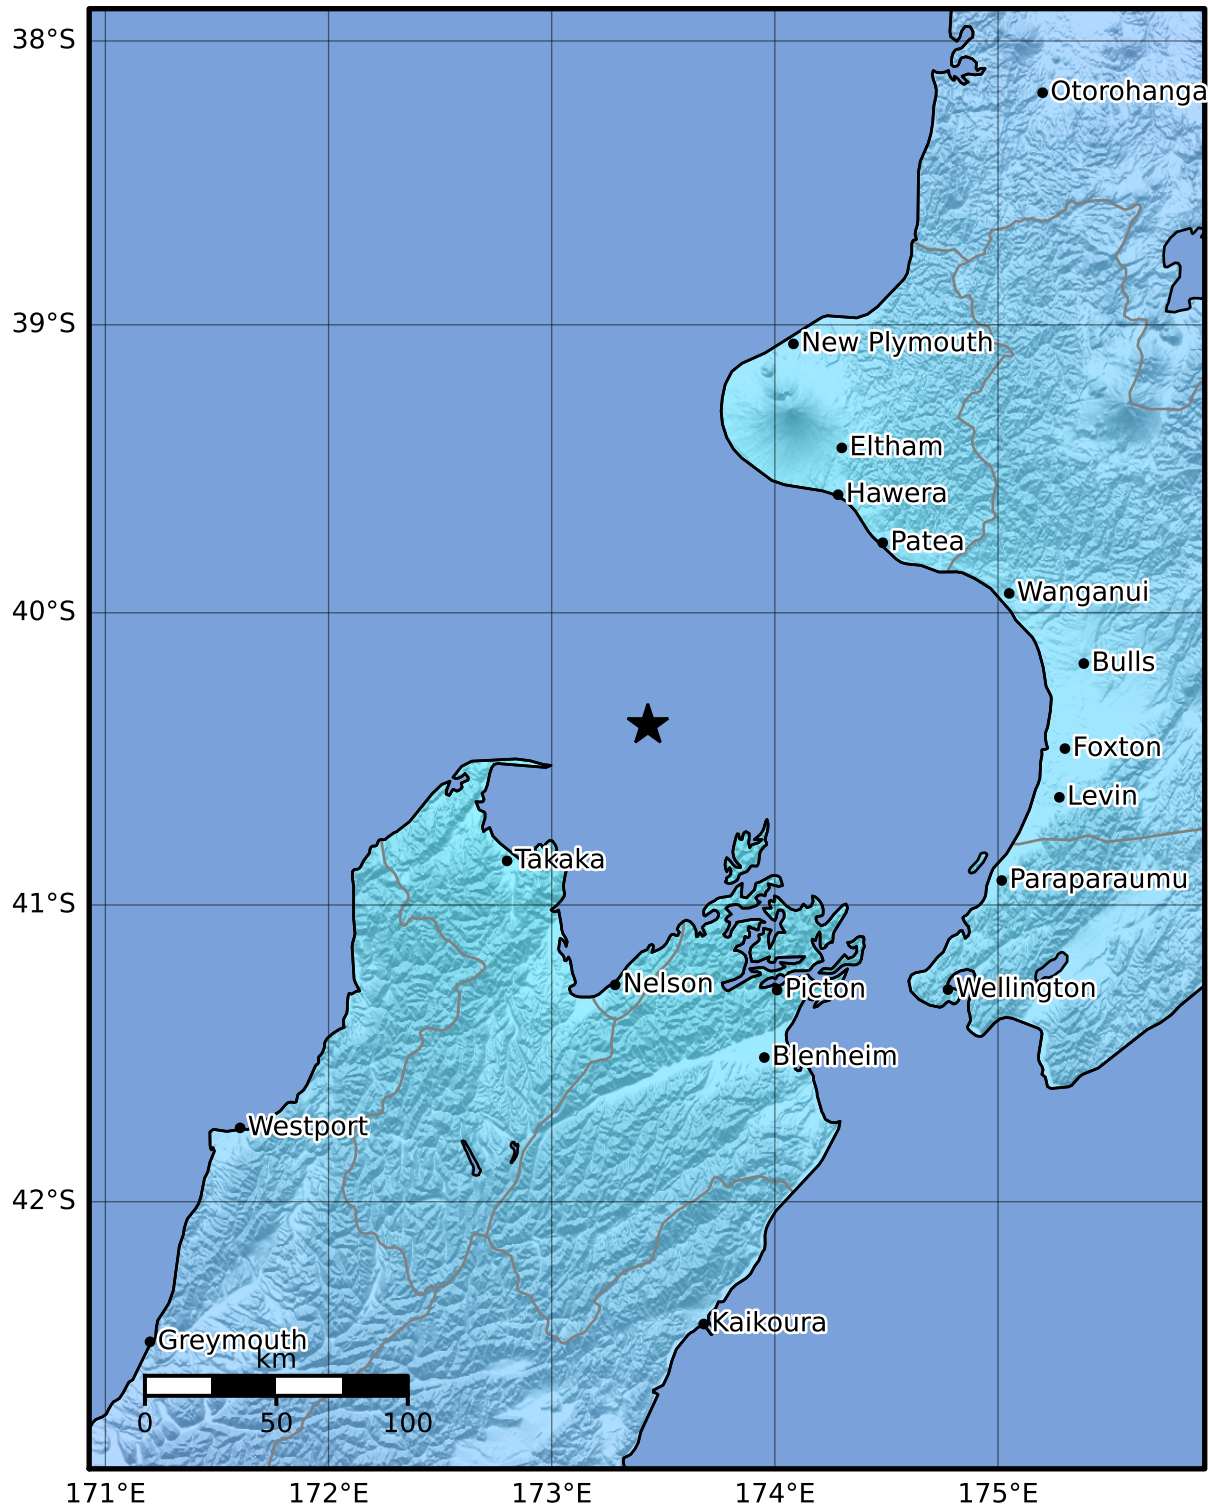 38°S
Otorohanga
39°S
New Plymouth
Eltham
Hawera
Patea
40°S
Wanganui
Bulls
Foxton
Levin
Takaka
Paraparaumu
41°S
Nelson
Picton
Wellington
Blenheim
Westport
42°S
Kaikoura
Greymouth
km
0 50 100
171°E 172°E 173°E 174°E 175°E